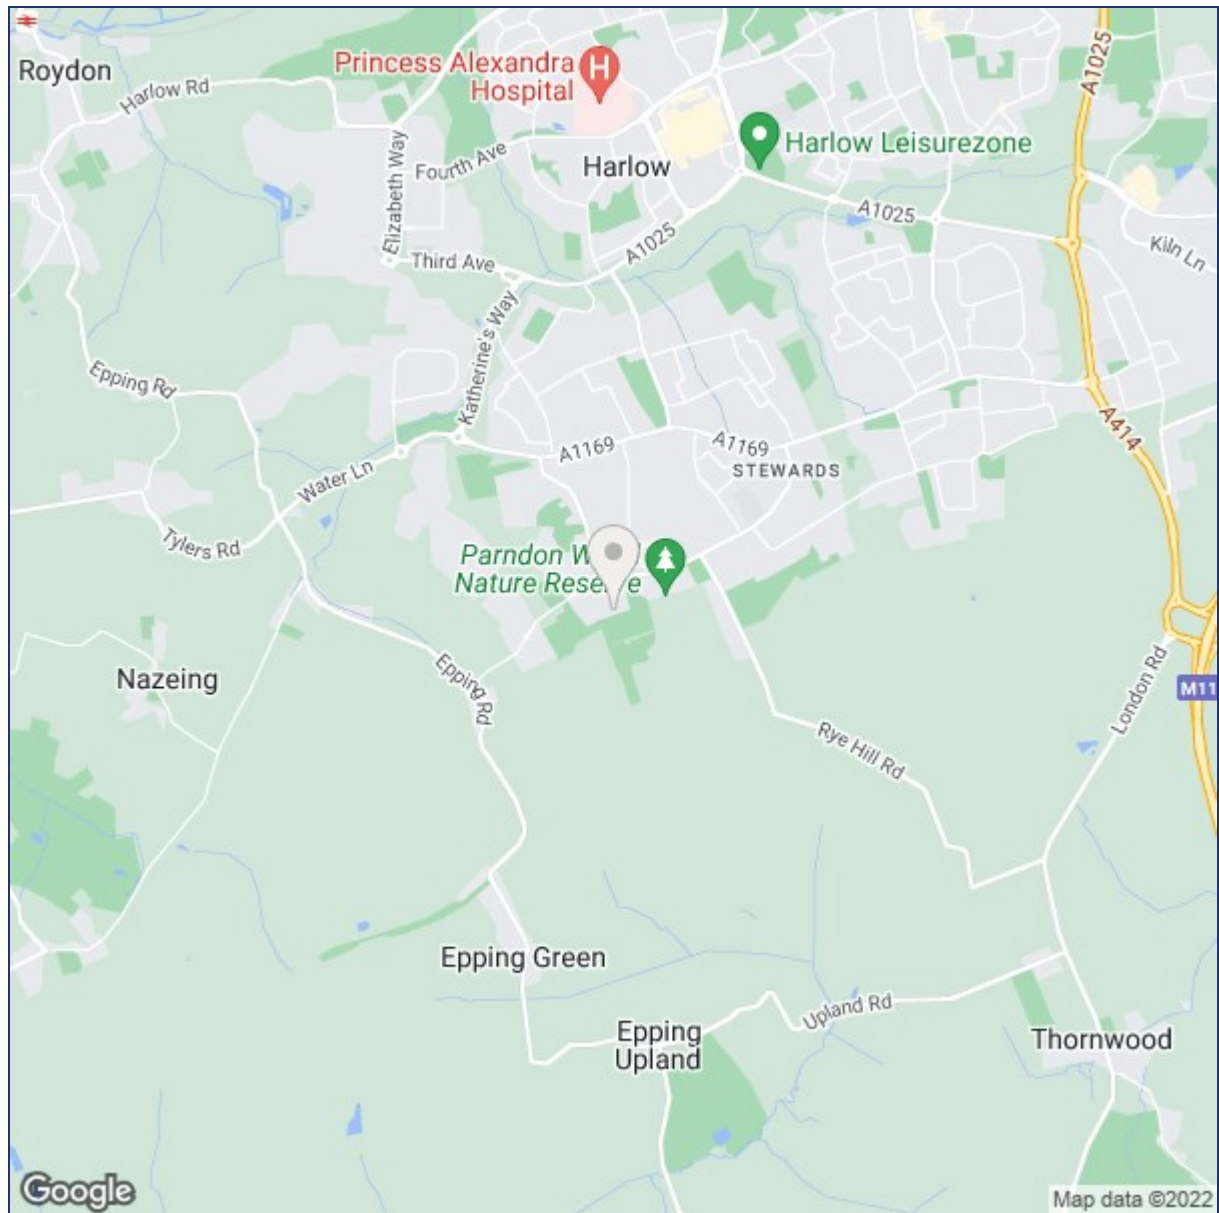 Roydon
Harlow Rd
Princess Alexandra
Hospital
H
A1025
Harlow Leisurezone
Elizabeth Way
Fourth Ave
Harlow
A1025
A1025
Kiln Ln
Third Ave
Katherine's Way
Epping Rd
A414
A1169
A1169
STEWARDS
Water Ln
Tylers Rd
Parndon
Nature Reserve
Nazeing
Epping Rd
London Rd
M11
Rye Hill Rd
Epping Green
Upland Rd
Epping
Upland
Thornwood
Google
Map data ©2022